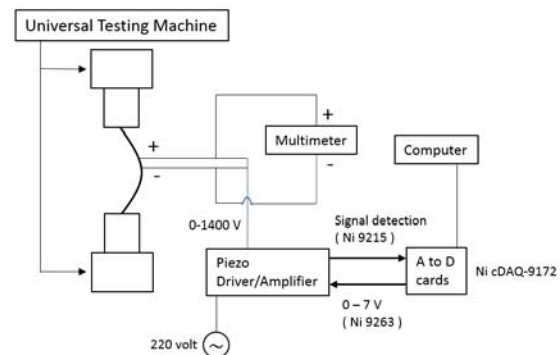 Universal Testing Machine
+
-
+
Multimeter
-
Computer
0-1400 V
Signal detection
( Ni 9215 )
Piezo
Driver/Amplifier
A to D
cards
Ni cDAQ-9172
0 – 7 V
( Ni 9263 )
220 volt